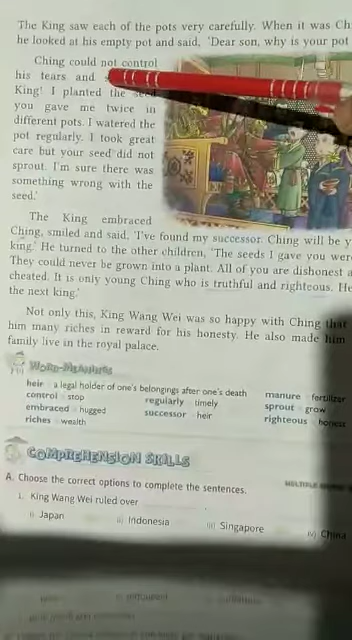 The King saw each of the pots very carefully. When it was Ch
he looked at his empty pot and said, 'Dear son, why is your pot
Ching could not control
his tears and
King! I planted the seed
you gave me twice in
different pots. I watered the
pot regularly. I took great
care but your seed did not
sprout. I'm sure there was
something wrong with the
seed.'
The King embraced
Ching, smiled and said, 'I've found my successor. Ching will be y
king.' He turned to the other children, 'The seeds I gave you wer
They could never be grown into a plant. All of you are dishonest a
cheated. It is only young Ching who is truthful and righteous. He
the next king.'
Not only this, King Wang Wei was so happy with Ching that
him many riches in reward for his honesty. He also made him
family live in the royal palace.
Word-Meanings
heir a legal holder of one's belongings after one's death manure fertilizer
control stop regularly timely sprout grow
embraced hugged successor heir righteous honest
riches wealth
COMPREHENSION SKILLS
A. Choose the correct options to complete the sentences. MULTIPLE
1. King Wang Wei ruled over
i) Japan ii) Indonesia iii) Singapore iv) China